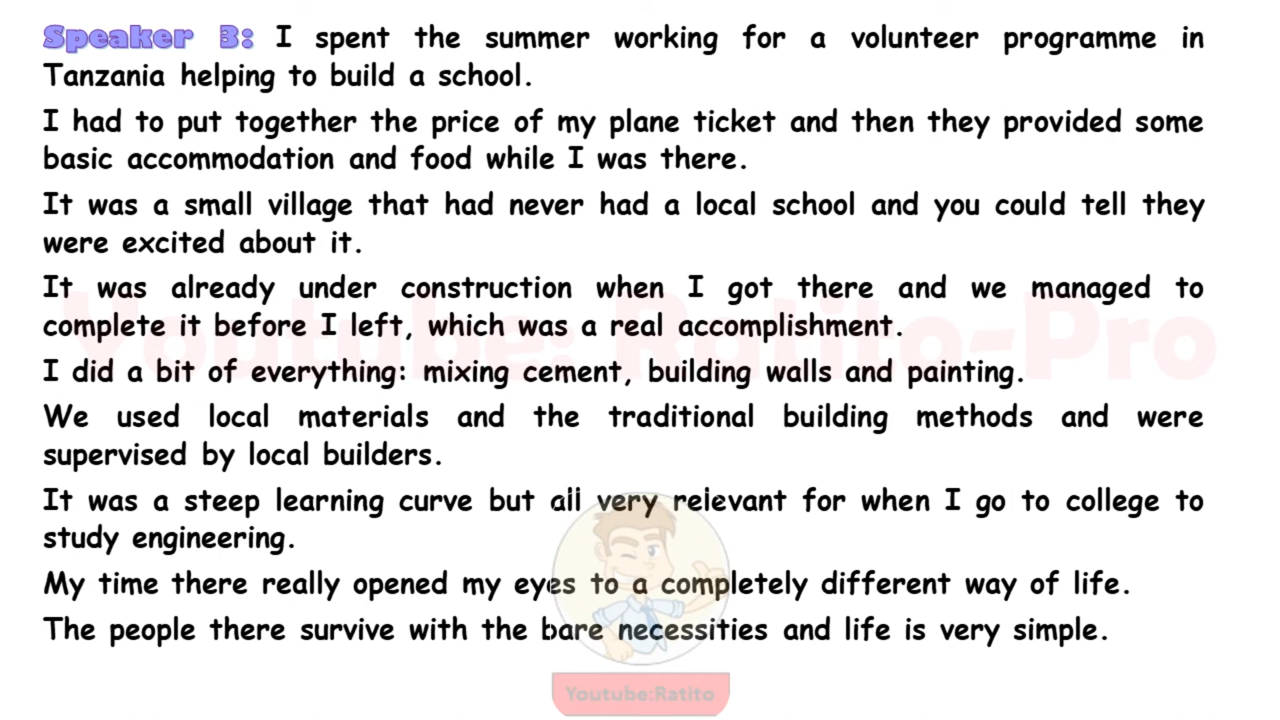 Speaker 3: I spent the summer working for a volunteer programme in
Tanzania helping to build a school.
I had to put together the price of my plane ticket and then they provided some
basic accommodation and food while I was there.
It was a small village that had never had a local school and you could tell they
were excited about it.
It was already under construction when I got there and we managed to
complete it before I left, which was a real accomplishment.
Youtube: Ratito-Pro
I did a bit of everything: mixing cement, building walls and painting.
We used local materials and the traditional building methods and were
supervised by local builders.
It was a steep learning curve but all very relevant for when I go to college to
study engineering.
My time there really opened my eyes to a completely different way of life.
The people there survive with the bare necessities and life is very simple.
Youtube:Ratito